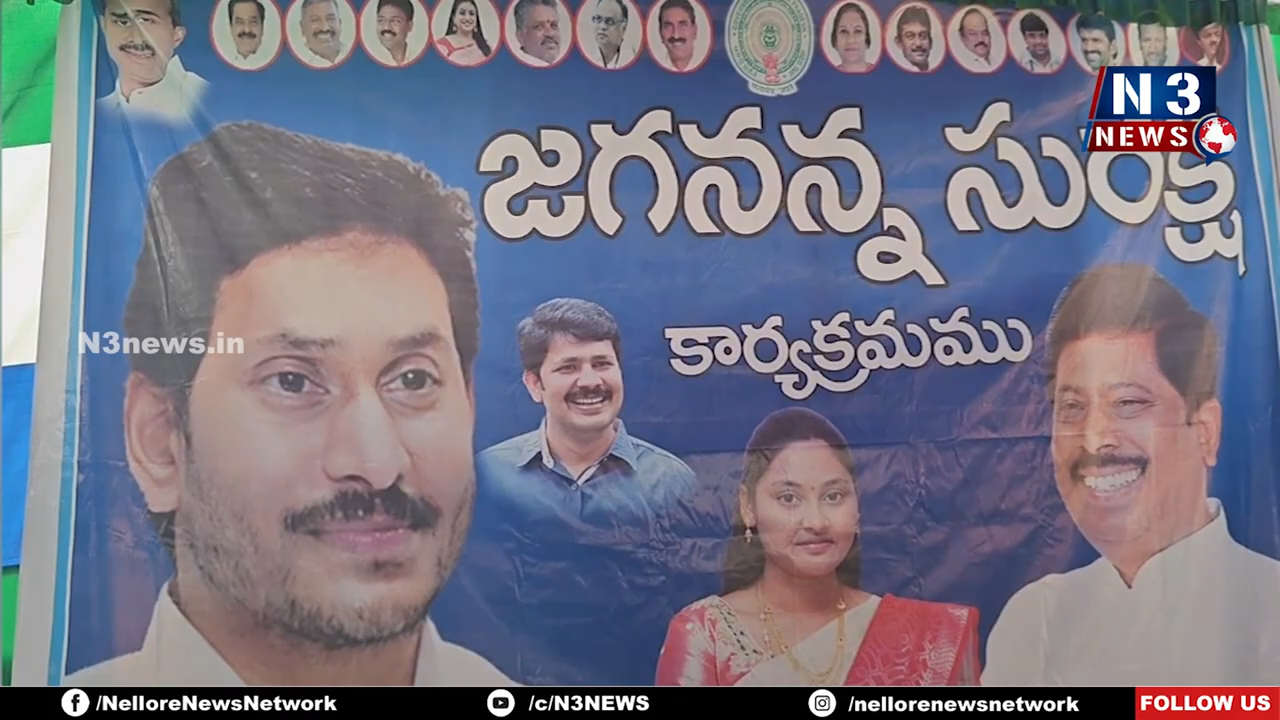 N3
NEWS
జగనన్న సురక్ష
కార్యక్రమము
N3news.in
/NelloreNewsNetwork
/c/N3NEWS
/nellorenewsnetwork
FOLLOW US